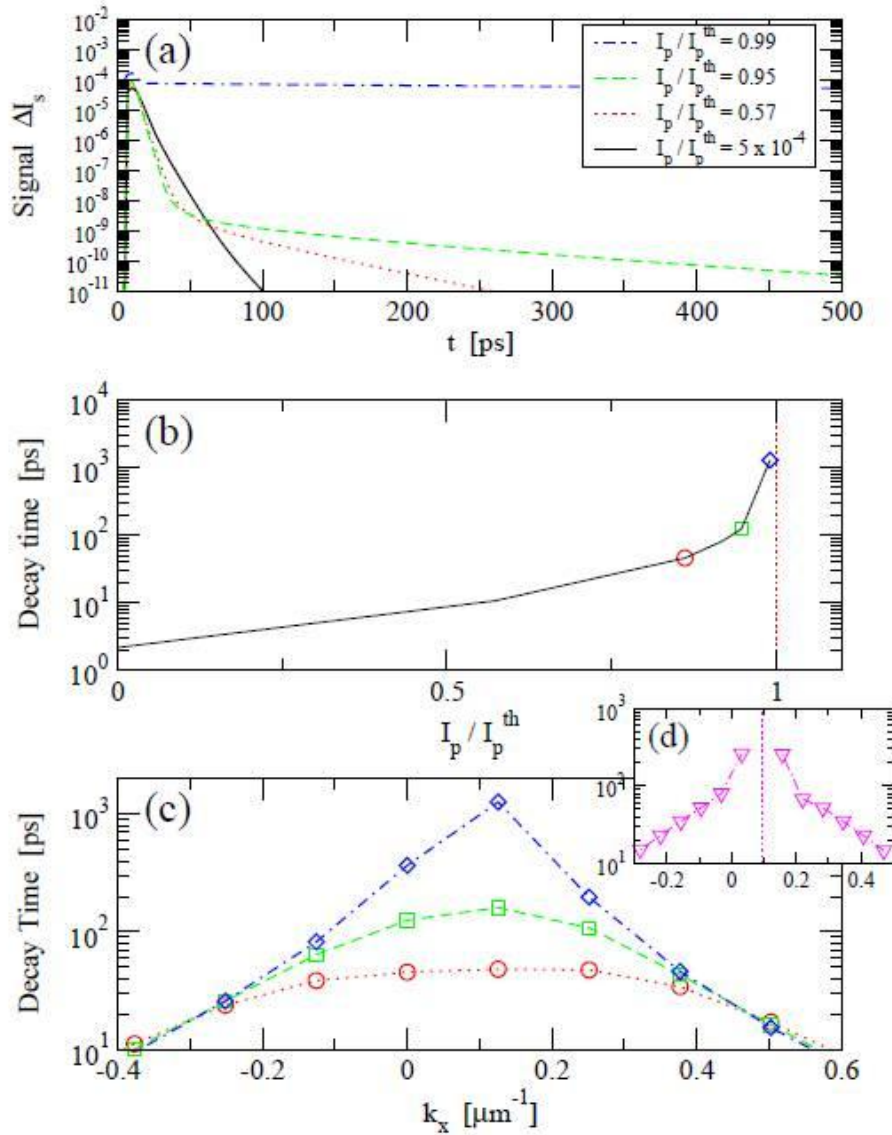 10^-2
10^-3
10^-4
10^-5
10^-6
10^-7
10^-8
10^-9
10^-10
10^-11
Signal ΔI_s
(a)
I_p / I_p^th = 0.99
I_p / I_p^th = 0.95
I_p / I_p^th = 0.57
I_p / I_p^th = 5 x 10^-4
0 100 200 300 400 500
t [ps]
10^4
10^3
10^2
10^1
10^0
Decay time [ps]
(b)
0 0.5 1
I_p / I_p^th
(d)
10^3
10^2
10^1
-0.2 0 0.2 0.4
(c)
10^3
10^2
10^1
Decay Time [ps]
-0.4 -0.2 0 0.2 0.4 0.6
k_x [μm^-1]